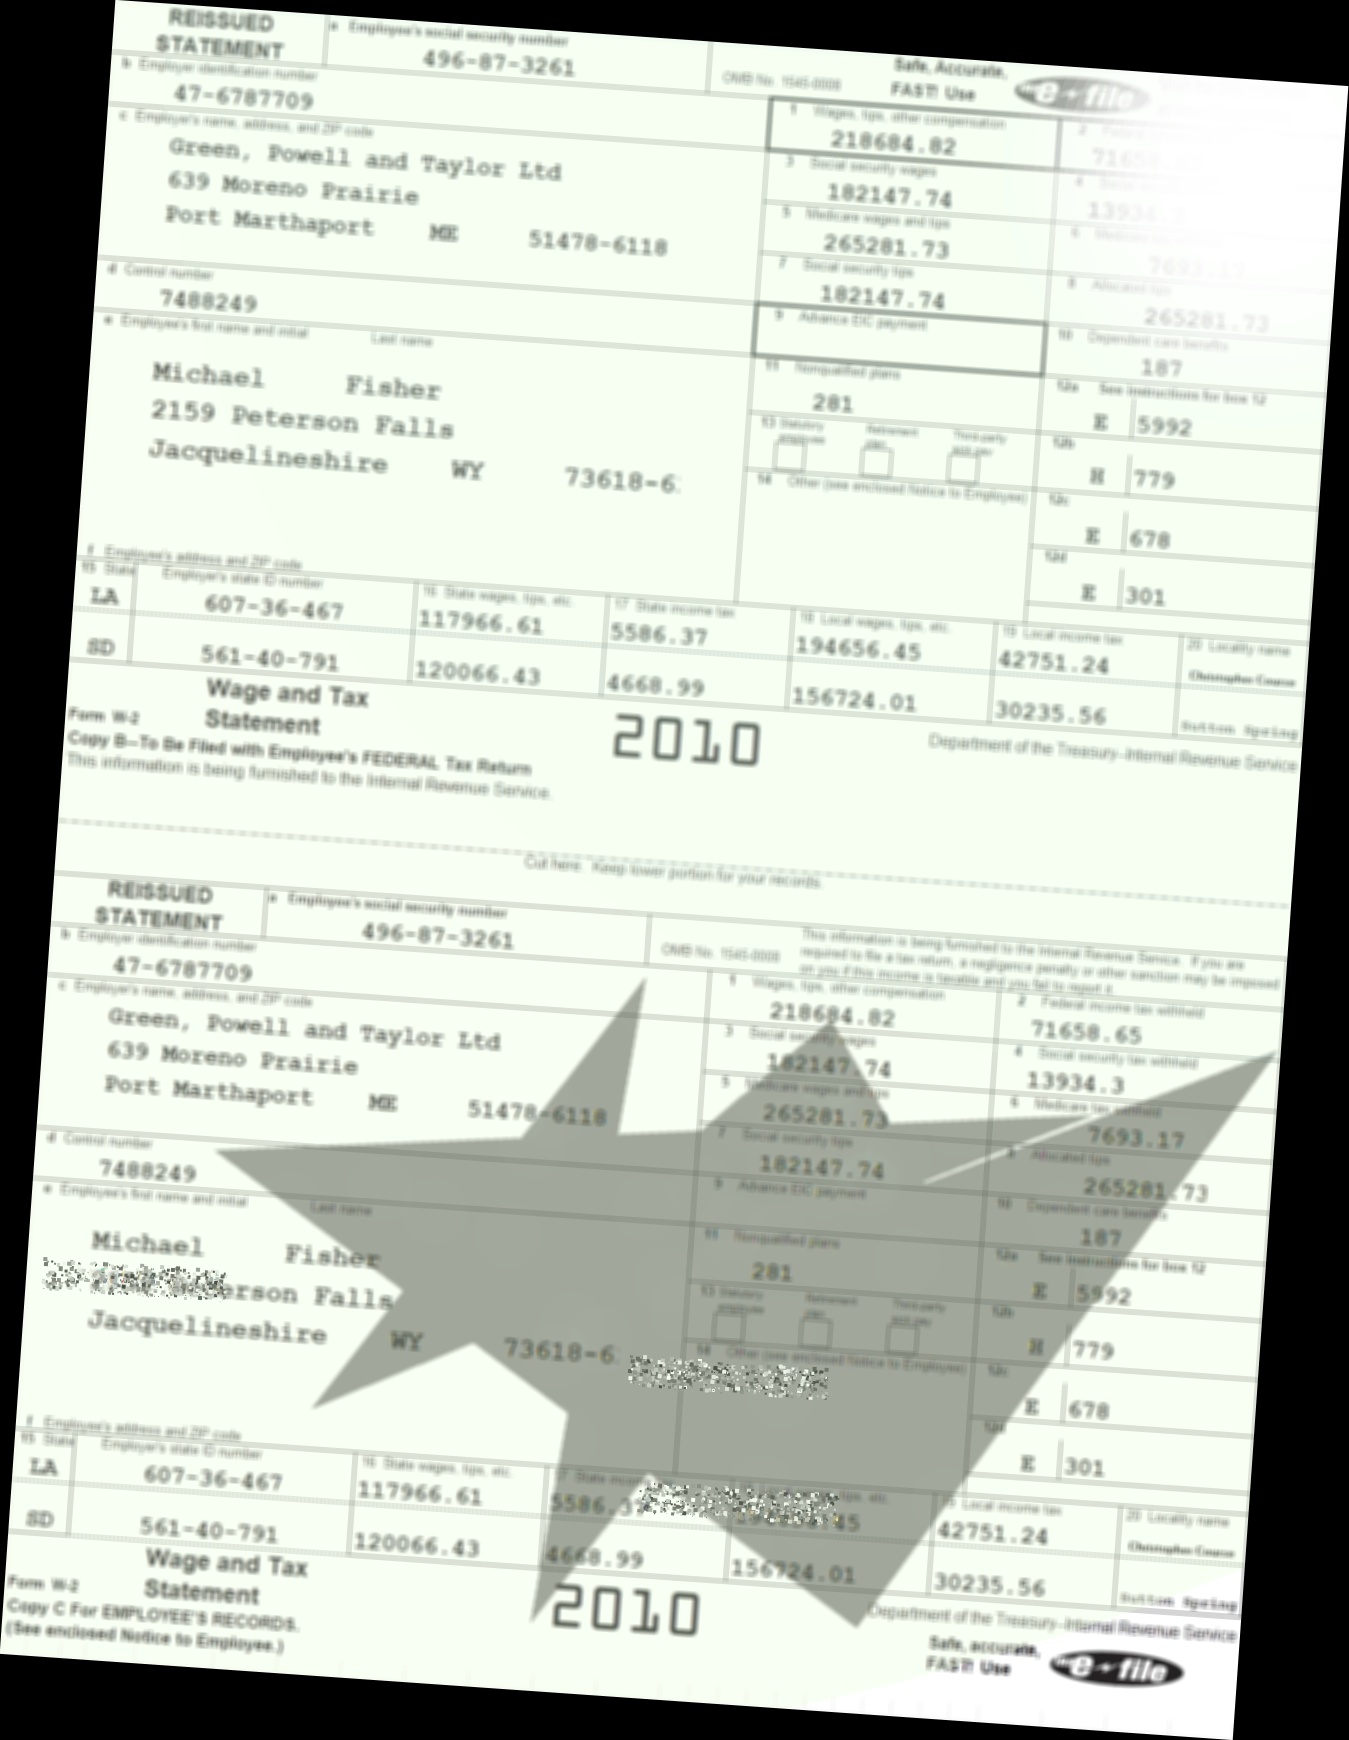 REISSUED STATEMENT
a Employee's social security number
496-87-3261
OMB No. 1545-0008
Safe, Accurate, FAST! Use
e-file
b Employer identification number
47-6787709
1 Wages, tips, other compensation
218684.82
2 Federal
c Employer's name, address, and ZIP code
Green, Powell and Taylor Ltd
639 Moreno Prairie
Port Marthaport ME 51478-6118
3 Social security wages
182147.74
4 Social
5 Medicare wages and tips
265281.73
6 Medicare
7693.17
7 Social security tips
182147.74
8 Allocated tips
265281.73
d Control number
7488249
9 Advance EIC payment
10 Dependent care benefits
187
e Employee's first name and initial Last name
Michael Fisher
2159 Peterson Falls
Jacquelineshire WY 73618-6
11 Nonqualified plans
281
12a See instructions for box 12
E 5992
13 Statutory employee Retirement plan Third-party sick pay
12b
H 779
14 Other (see enclosed Notice to Employee)
12c
E 678
12d
E 301
f Employee's address and ZIP code
15 State Employer's state ID number 16 State wages, tips, etc. 17 State income tax 18 Local wages, tips, etc. 19 Local income tax 20 Locality name
LA 607-36-467 117966.61 5586.37 194656.45 42751.24 Christopher Course
SD 561-40-791 120066.43 4668.99 156724.01 30235.56 Sutton Spring
Form W-2 Wage and Tax Statement
2010
Department of the Treasury–Internal Revenue Service
Copy B–To Be Filed with Employee's FEDERAL Tax Return
This information is being furnished to the Internal Revenue Service.
Cut here. Keep lower portion for your records.
REISSUED STATEMENT
a Employee's social security number
496-87-3261
OMB No. 1545-0008
This information is being furnished to the Internal Revenue Service. If you are
required to file a tax return, a negligence penalty or other sanction may be imposed
on you if this income is taxable and you fail to report it.
b Employer identification number
47-6787709
1 Wages, tips, other compensation
218684.82
2 Federal income tax withheld
71658.65
c Employer's name, address, and ZIP code
Green, Powell and Taylor Ltd
639 Moreno Prairie
Port Marthaport ME 51478-6118
3 Social security wages
182147.74
4 Social security tax withheld
13934.3
5 Medicare wages and tips
265281.73
6 Medicare tax withheld
7693.17
7 Social security tips
182147.74
8 Allocated tips
265281.73
d Control number
7488249
9 Advance EIC payment
10 Dependent care benefits
187
e Employee's first name and initial Last name
Michael Fisher
Falls
Jacquelineshire WY 73618-6
11 Nonqualified plans
281
12a See instructions for box 12
E 5992
13 Statutory employee Retirement plan Third-party sick pay
12b
H 779
14 Other (see enclosed Notice to Employee)
12c
E 678
12d
E 301
f Employee's address and ZIP code
15 State Employer's state ID number 16 State wages, tips, etc. 17 State income tips, etc. 19 Local income tax 20 Locality name
LA 607-36-467 117966.61 5586.37 42751.24 Christopher Course
SD 561-40-791 120066.43 4668.99 156724.01 30235.56 Sutton Spring
Form W-2 Wage and Tax Statement
2010
Department of the Treasury–Internal Revenue Service
Copy C For EMPLOYEE'S RECORDS.
(See enclosed Notice to Employee.)
Safe, accurate, FAST! Use
e-file